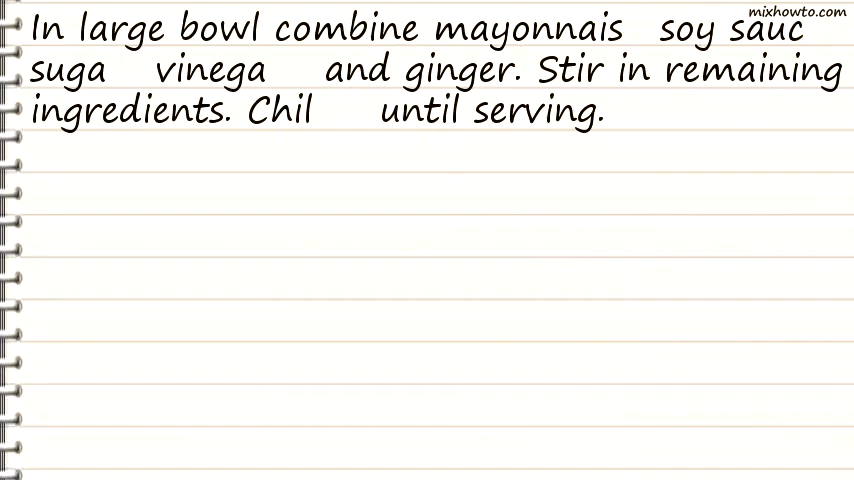 mixhowto.com
In large bowl combine mayonnais soy sauc
suga vinega and ginger. Stir in remaining
ingredients. Chil until serving.